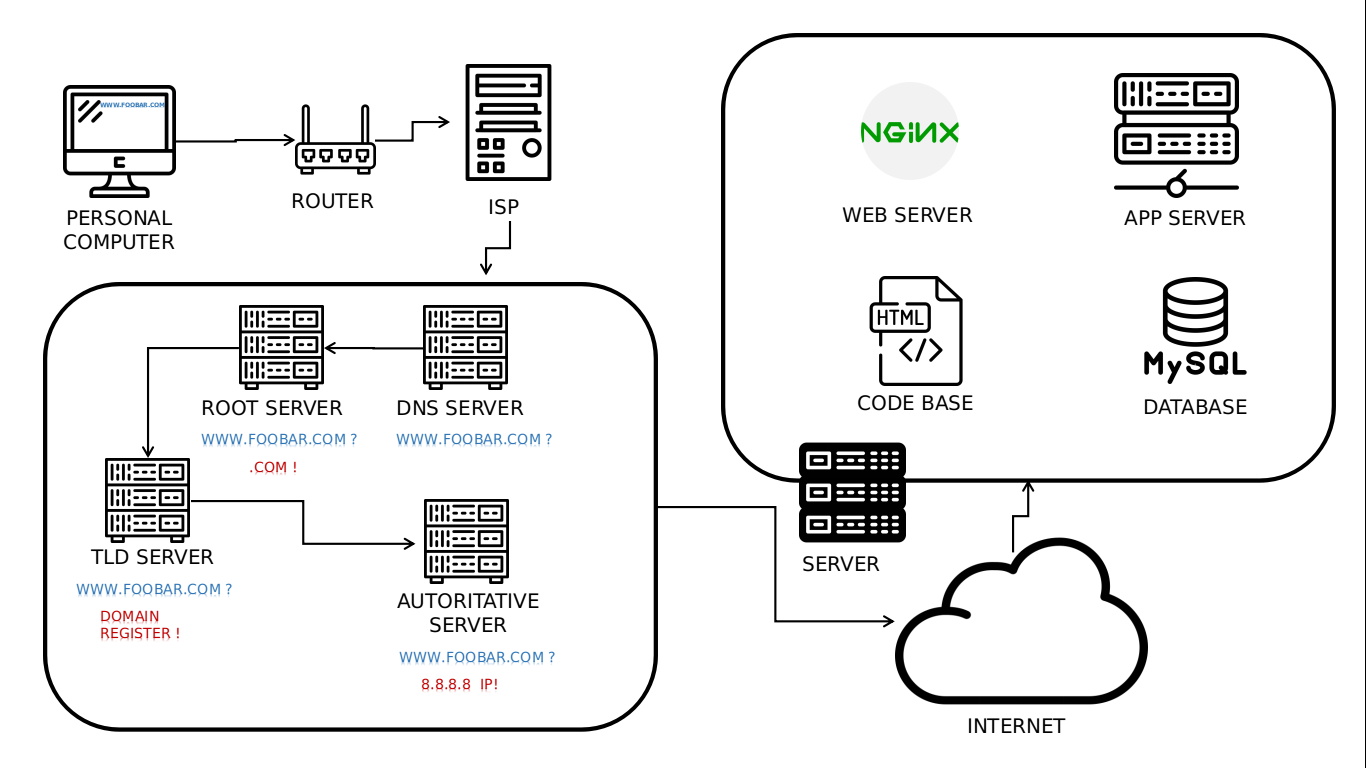 WWW.FOOBAR.COM
PERSONAL
COMPUTER
ROUTER
ISP
NGiNX
WEB SERVER
APP SERVER
HTML
</>
CODE BASE
MySQL
DATABASE
ROOT SERVER
WWW.FOOBAR.COM ?
.COM !
DNS SERVER
WWW.FOOBAR.COM ?
TLD SERVER
WWW.FOOBAR.COM ?
DOMAIN
REGISTER !
AUTORITATIVE
SERVER
WWW.FOOBAR.COM ?
8.8.8.8 IP!
SERVER
INTERNET